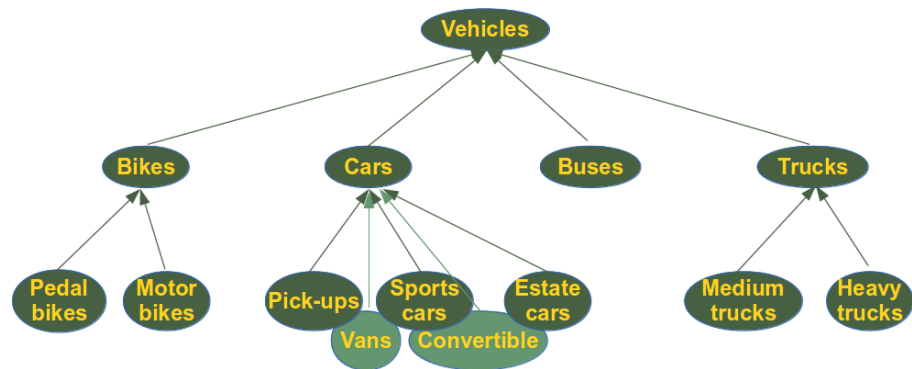 Vehicles
Bikes
Cars
Buses
Trucks
Pedal
bikes
Motor
bikes
Pick-ups
Sports
cars
Estate
cars
Medium
trucks
Heavy
trucks
Vans
Convertible